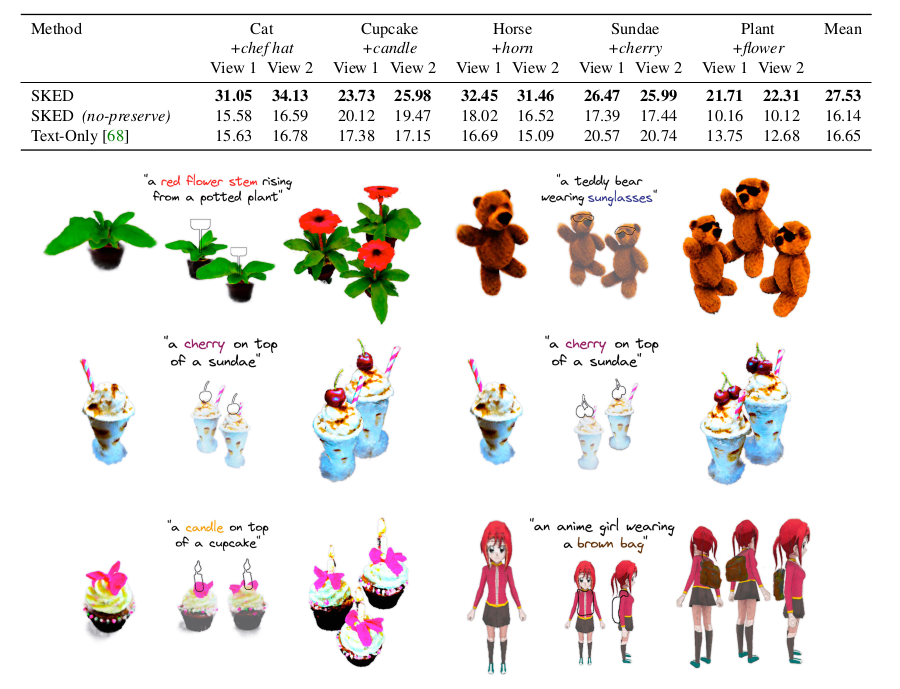 Method Cat Cupcake Horse Sundae Plant Mean
+chef hat +candle +horn +cherry +flower
View 1 View 2 View 1 View 2 View 1 View 2 View 1 View 2 View 1 View 2
SKED 31.05 34.13 23.73 25.98 32.45 31.46 26.47 25.99 21.71 22.31 27.53
SKED (no-preserve) 15.58 16.59 20.12 19.47 18.02 16.52 17.39 17.44 10.16 10.12 16.14
Text-Only [68] 15.63 16.78 17.38 17.15 16.69 15.09 20.57 20.74 13.75 12.68 16.65
"a red flower stem rising
from a potted plant"
"a teddy bear
wearing sunglasses"
"a cherry on top
of a sundae"
"a cherry on top
of a sundae"
"a candle on top
of a cupcake"
"an anime girl wearing
a brown bag"